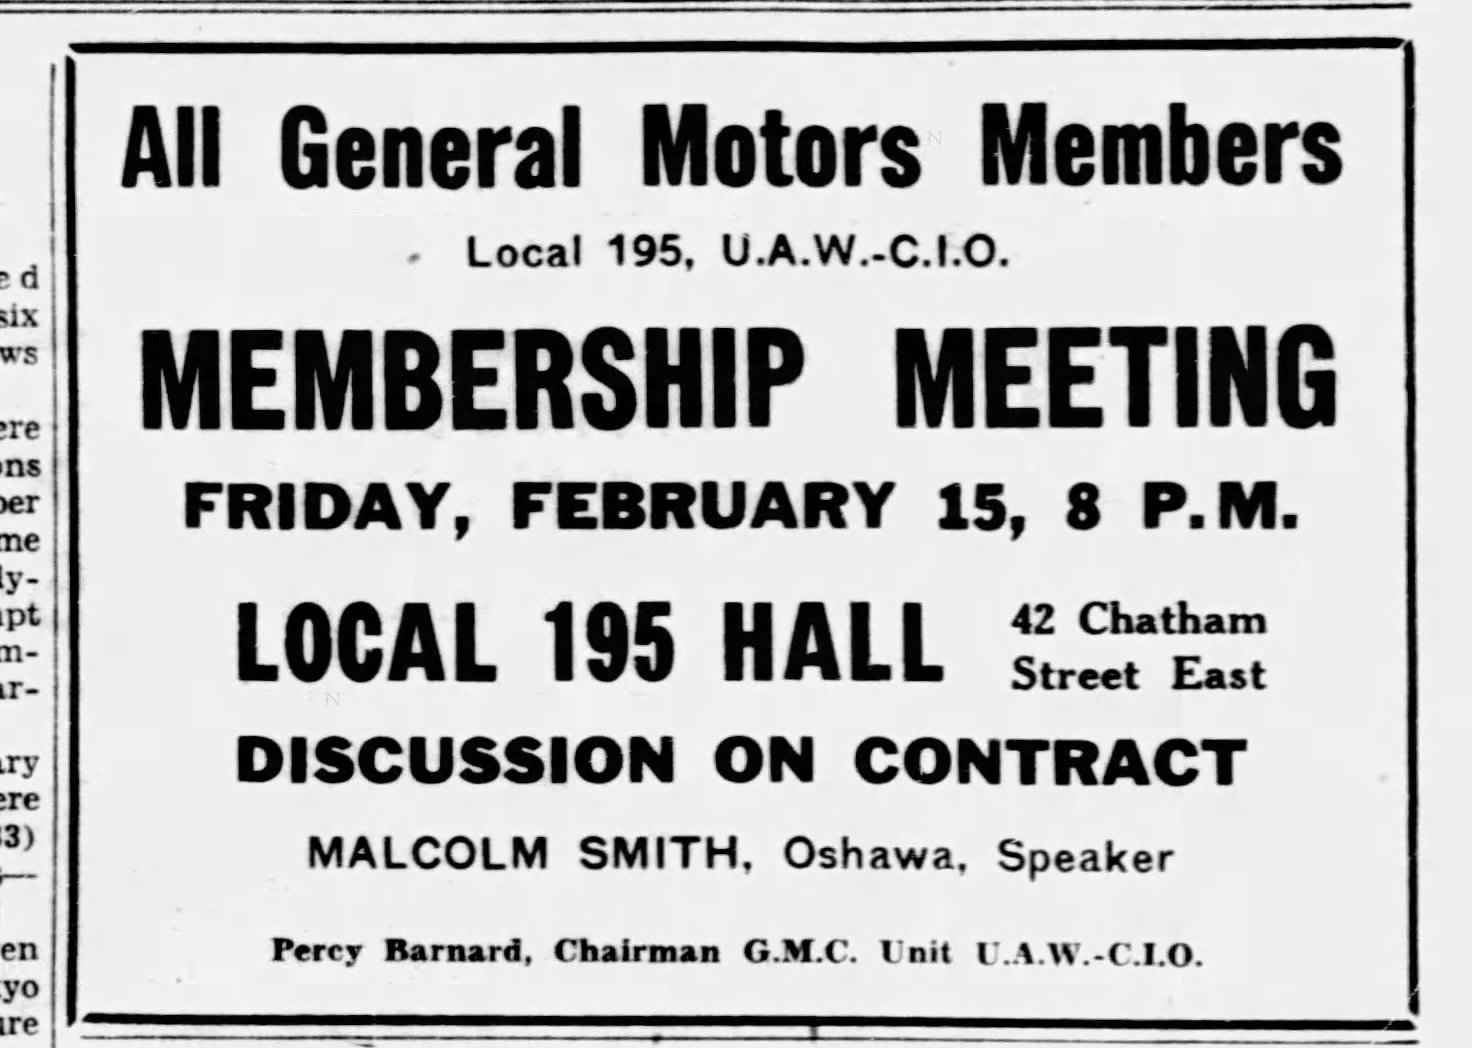 All General Motors Members
Local 195, U.A.W.-C.I.O.
MEMBERSHIP MEETING
FRIDAY, FEBRUARY 15, 8 P.M.
LOCAL 195 HALL 42 Chatham
Street East
DISCUSSION ON CONTRACT
MALCOLM SMITH, Oshawa, Speaker
Percy Barnard, Chairman G.M.C. Unit U.A.W.-C.I.O.